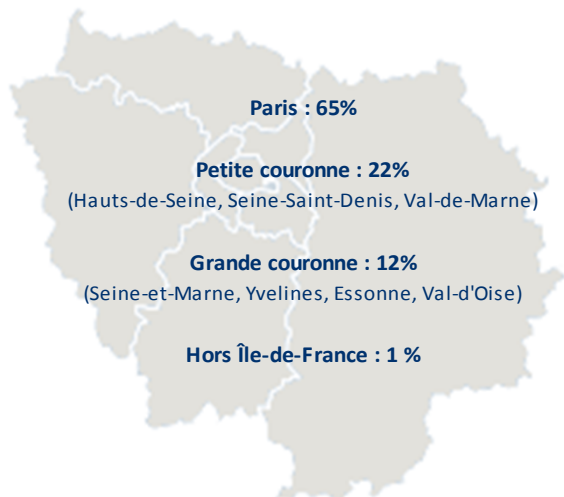 Paris : 65%
Petite couronne : 22%
(Hauts-de-Seine, Seine-Saint-Denis, Val-de-Marne)
Grande couronne : 12%
(Seine-et-Marne, Yvelines, Essonne, Val-d'Oise)
Hors Île-de-France : 1 %